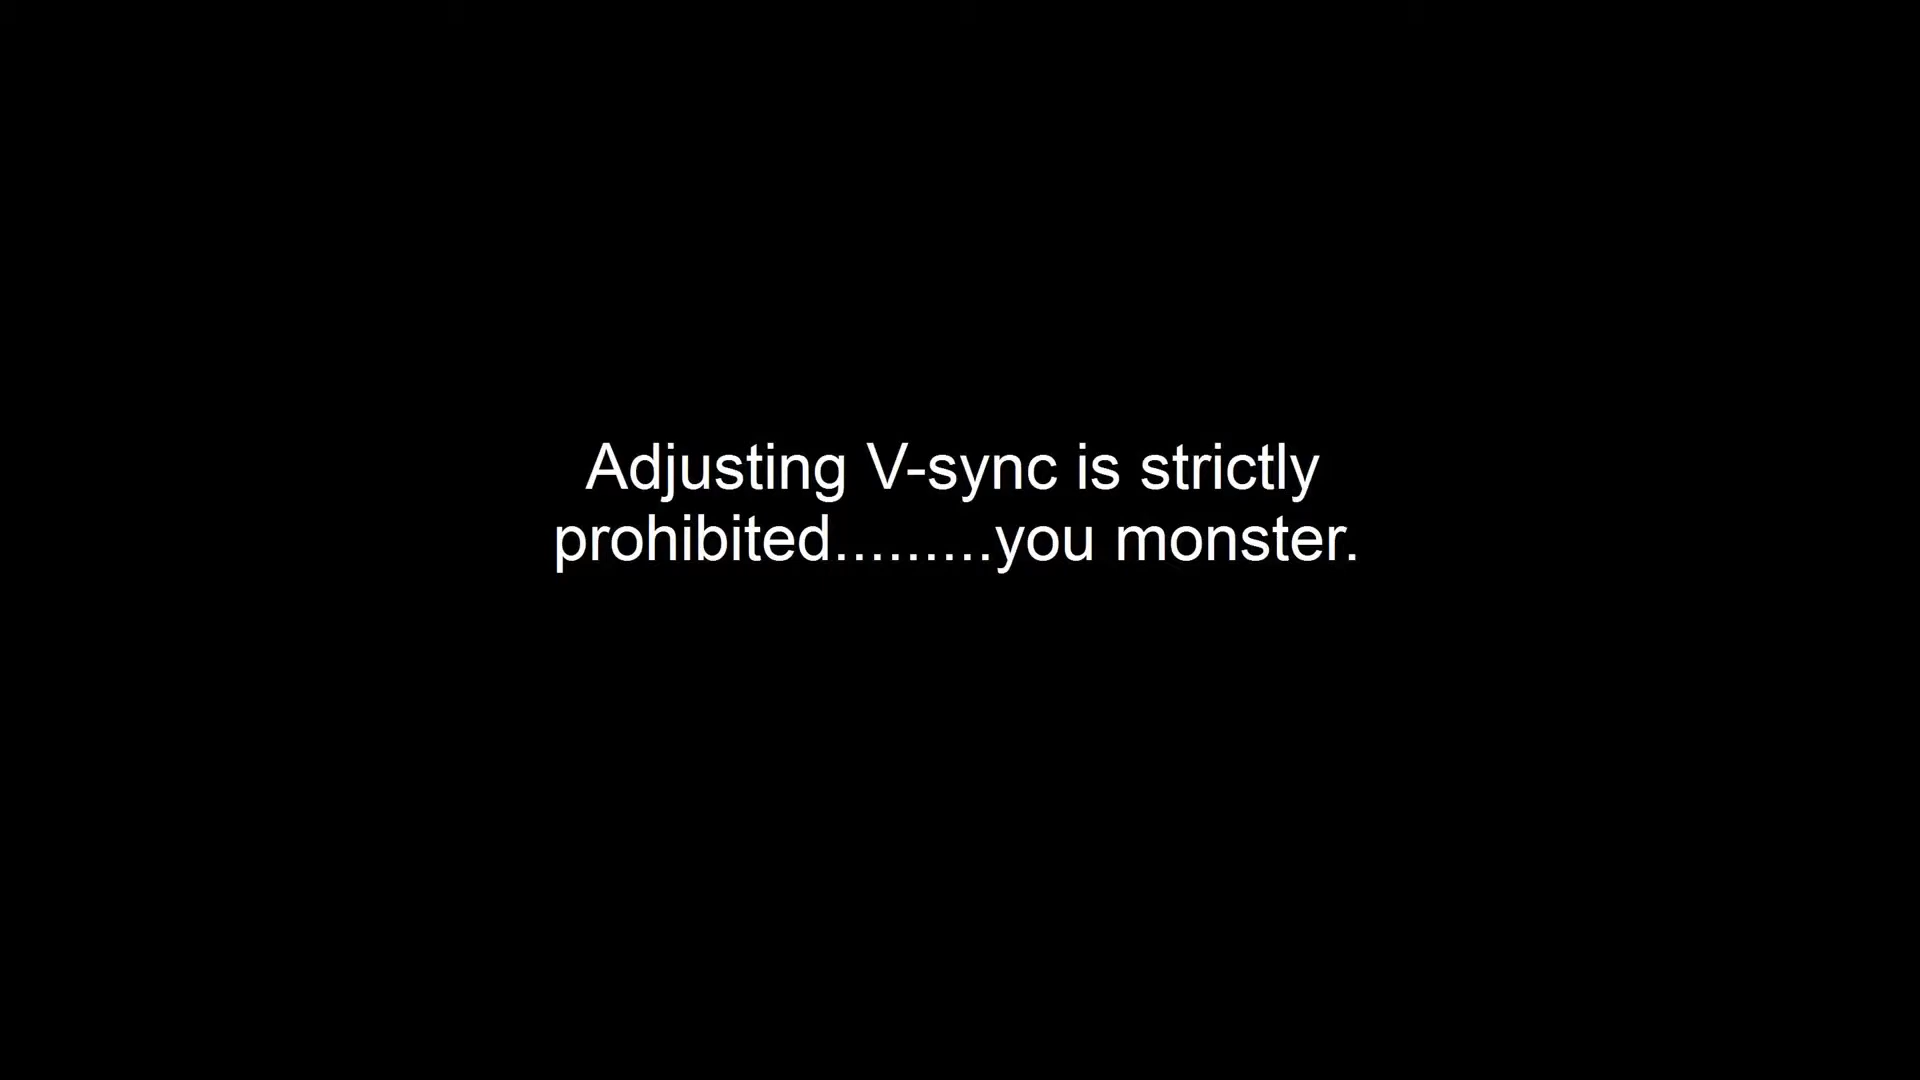 Adjusting V-sync is strictly
prohibited.........you monster.